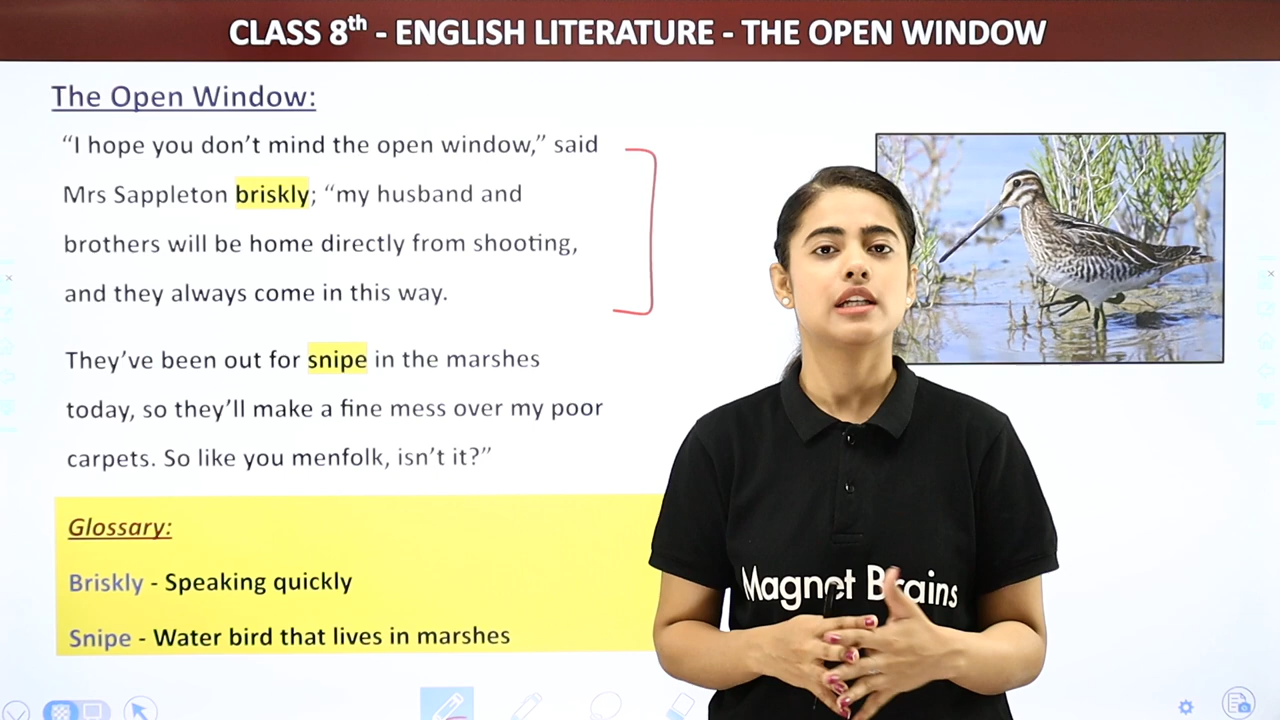 CLASS 8th - ENGLISH LITERATURE - THE OPEN WINDOW
The Open Window:
“I hope you don’t mind the open window,” said
Mrs Sappleton briskly; “my husband and
brothers will be home directly from shooting,
and they always come in this way.
They’ve been out for snipe in the marshes
today, so they’ll make a fine mess over my poor
carpets. So like you menfolk, isn’t it?”
Glossary:
Briskly - Speaking quickly
Snipe - Water bird that lives in marshes
Magnet Brains